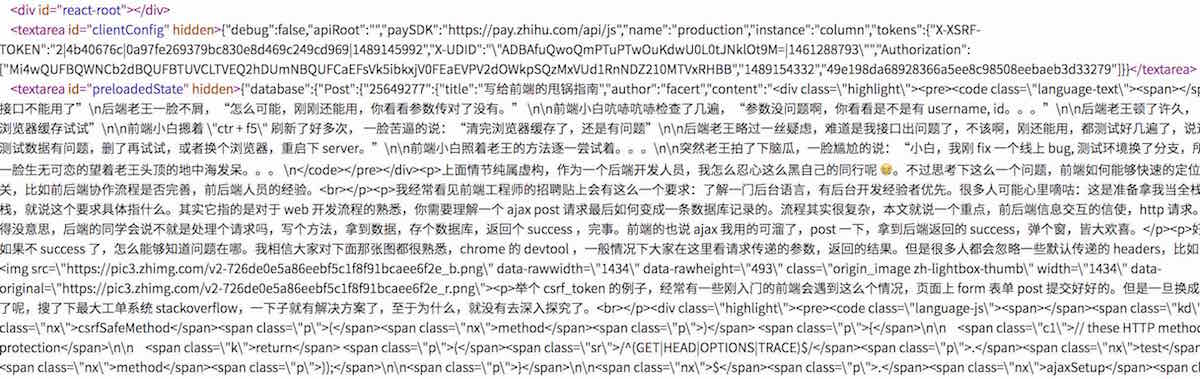 <div id="react-root"></div>
<textarea id="clientConfig" hidden>{"debug":false,"apiRoot":"","paySDK":"https://pay.zhihu.com/api/js","name":"production","instance":"column","tokens":{"X-XSRF-
TOKEN":"2|4b40676c|0a97fe269379bc830e8d469c249cd969|1489145992","X-UDID":"\"ADBAfuQwoQmPTuPTwOuKdwU0L0tJNklOt9M=|1461288793\"","Authorization":
["Mi4wQUFBQWNCb2dBQUFBTUVCLTVEQ2hDUmNBQUFCaEFsVk5ibkxjV0FEaEVPV2dOWkpSQzMxVUd1RnNDZ210MTVxRHBB","1489154332","49e198da68928366a5ee8c98508eebaeb3d33279"]}}</textarea>
<textarea id="preloadedState" hidden>{"database":{"Post":{"25649277":{"title":"写给前端的甩锅指南","author":"facert","content":"<div class=\"highlight\"><pre><code class=\"language-text\"><span></sp
接口不能用了” \n后端老王一脸不屑， “怎么可能，刚刚还能用，你看看参数传对了没有。” \n\n前端小白吭哧吭哧检查了几遍，“参数没问题啊，你看看是不是有 username, id。。。” \n\n后端老王顿了许久，
浏览器缓存试试” \n\n前端小白摁着 \"ctr + f5\" 刷新了好多次， 一脸苦逼的说： “清完浏览器缓存了，还是有问题” \n\n后端老王略过一丝疑虑，难道是我接口出问题了，不该啊，刚还能用，都测试好几遍了，说
测试数据有问题，删了再试试，或者换个浏览器，重启下 server。” \n\n前端小白照着老王的方法逐一尝试着。。。\n\n突然老王拍了下脑瓜，一脸尴尬的说： “小白，我刚 fix 一个线上 bug, 测试环境换了分支，所
一脸生无可恋的望着老王头顶的地中海发呆。。。 \n</code></pre></div><p>上面情节纯属虚构，作为一个后端开发人员，我怎么忍心这么黑自己的同行呢😄。不过思考下这么一个问题，前端如何能够快速的定位
关，比如前后端协作流程是否完善，前后端人员的经验。<br></p><p>我经常看见前端工程师的招聘贴上会有这么一个要求：了解一门后台语言，有后台开发经验者优先。很多人可能心里嘀咕：这是准备拿我当全栈
栈，就说这个要求具体指什么。其实它指的是对于 web 开发流程的熟悉，你需要理解一个 ajax post 请求最后如何变成一条数据库记录的。流程其实很复杂，本文就说一个重点，前后端信息交互的信使，http 请求。
得没意思，后端的同学会说不就是处理个请求吗，写个方法，拿到数据，存个数据库，返回个 success ，完事。前端的也说 ajax 我用的可溜了，post 一下，拿到后端返回的 success，弹个窗，皆大欢喜。</p><p>好
如果不 success 了，怎么能够知道问题在哪。我相信大家对下面那张图都很熟悉，chrome 的 devtool ，一般情况下大家在这里看请求传递的参数，返回的结果。但是很多人都会忽略一些默认传递的 headers，比如
<img src=\"https://pic3.zhimg.com/v2-726de0e5a86eebf5c1f8f91bcaee6f2e_b.png\" data-rawwidth=\"1434\" data-rawheight=\"493\" class=\"origin_image zh-lightbox-thumb\" width=\"1434\" data-
original=\"https://pic3.zhimg.com/v2-726de0e5a86eebf5c1f8f91bcaee6f2e_r.png\"><p>举个 csrf_token 的例子，经常有一些刚入门的前端会遇到这么个情况，页面上 form 表单 post 提交好好的。但是一旦换成
了呢，搜了下最大工单系统 stackoverflow，一下子就有解决方案了，至于为什么，就没有去深入探究了。<br></p><div class=\"highlight\"><pre><code class=\"language-js\"><span></span><span class=\"kd\
class=\"nx\">csrfSafeMethod</span><span class=\"p\">(</span><span class=\"nx\">method</span><span class=\"p\">)</span> <span class=\"p\">{</span>\n\n    <span class=\"c1\">// these HTTP metho
protection</span>\n\n    <span class=\"k\">return</span> <span class=\"p\">(</span><span class=\"sr\">/^(GET|HEAD|OPTIONS|TRACE)$/</span><span class=\"p\">.</span><span class=\"nx\">test</span
<span class=\"nx\">method</span><span class=\"p\">));</span>\n\n<span class=\"p\">}</span>\n\n<span class=\"nx\">$</span><span class=\"p\">.</span><span class=\"nx\">ajaxSetup</span><span c